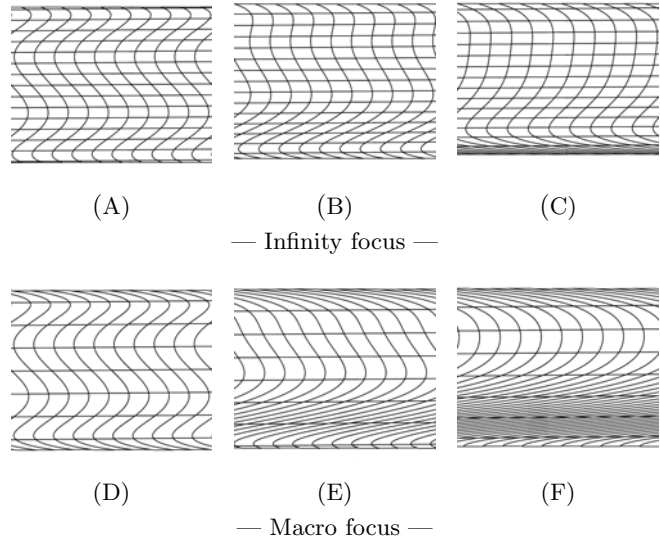 (A) (B) (C)
— Infinity focus —
(D) (E) (F)
— Macro focus —